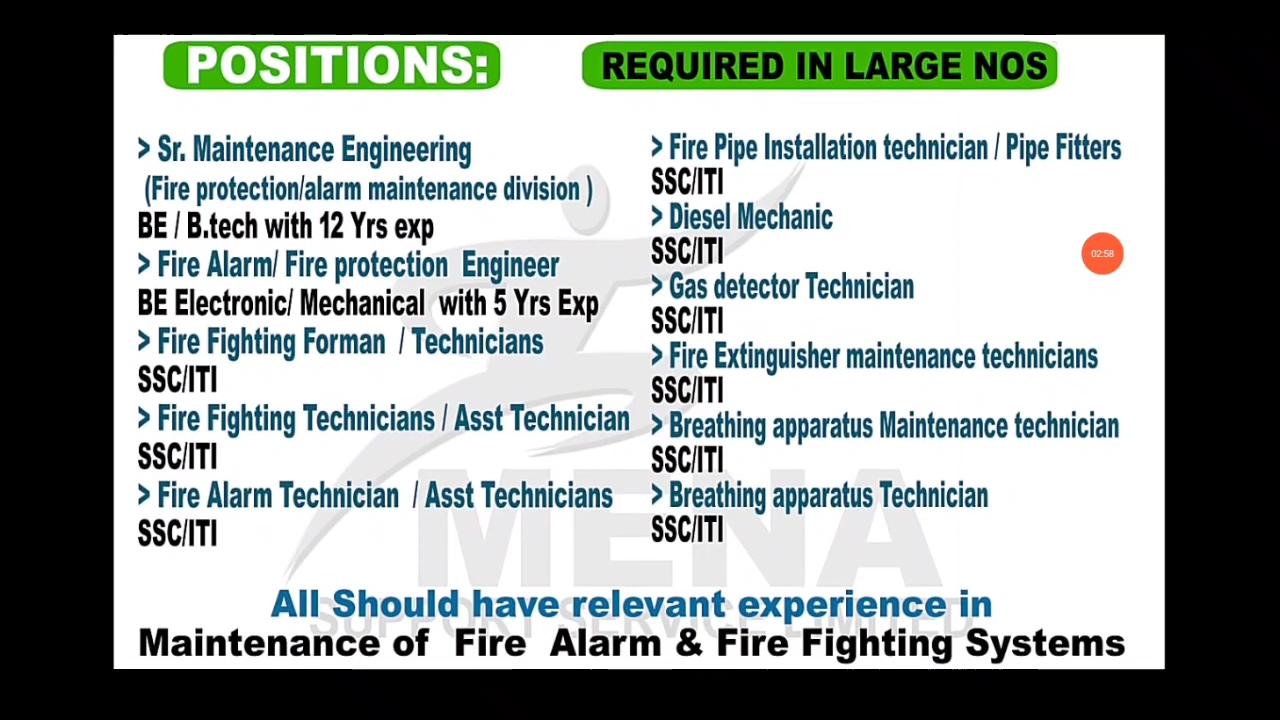 POSITIONS:
REQUIRED IN LARGE NOS
> Sr. Maintenance Engineering
(Fire protection/alarm maintenance division )
BE / B.tech with 12 Yrs exp
> Fire Alarm/ Fire protection Engineer
BE Electronic/ Mechanical with 5 Yrs Exp
> Fire Fighting Forman / Technicians
SSC/ITI
> Fire Fighting Technicians / Asst Technician
SSC/ITI
> Fire Alarm Technician / Asst Technicians
SSC/ITI
> Fire Pipe Installation technician / Pipe Fitters
SSC/ITI
> Diesel Mechanic
SSC/ITI
> Gas detector Technician
SSC/ITI
> Fire Extinguisher maintenance technicians
SSC/ITI
> Breathing apparatus Maintenance technician
SSC/ITI
> Breathing apparatus Technician
SSC/ITI
02:58
MENA
SUPPORT SERVICE LIMITED
All Should have relevant experience in
Maintenance of Fire Alarm & Fire Fighting Systems